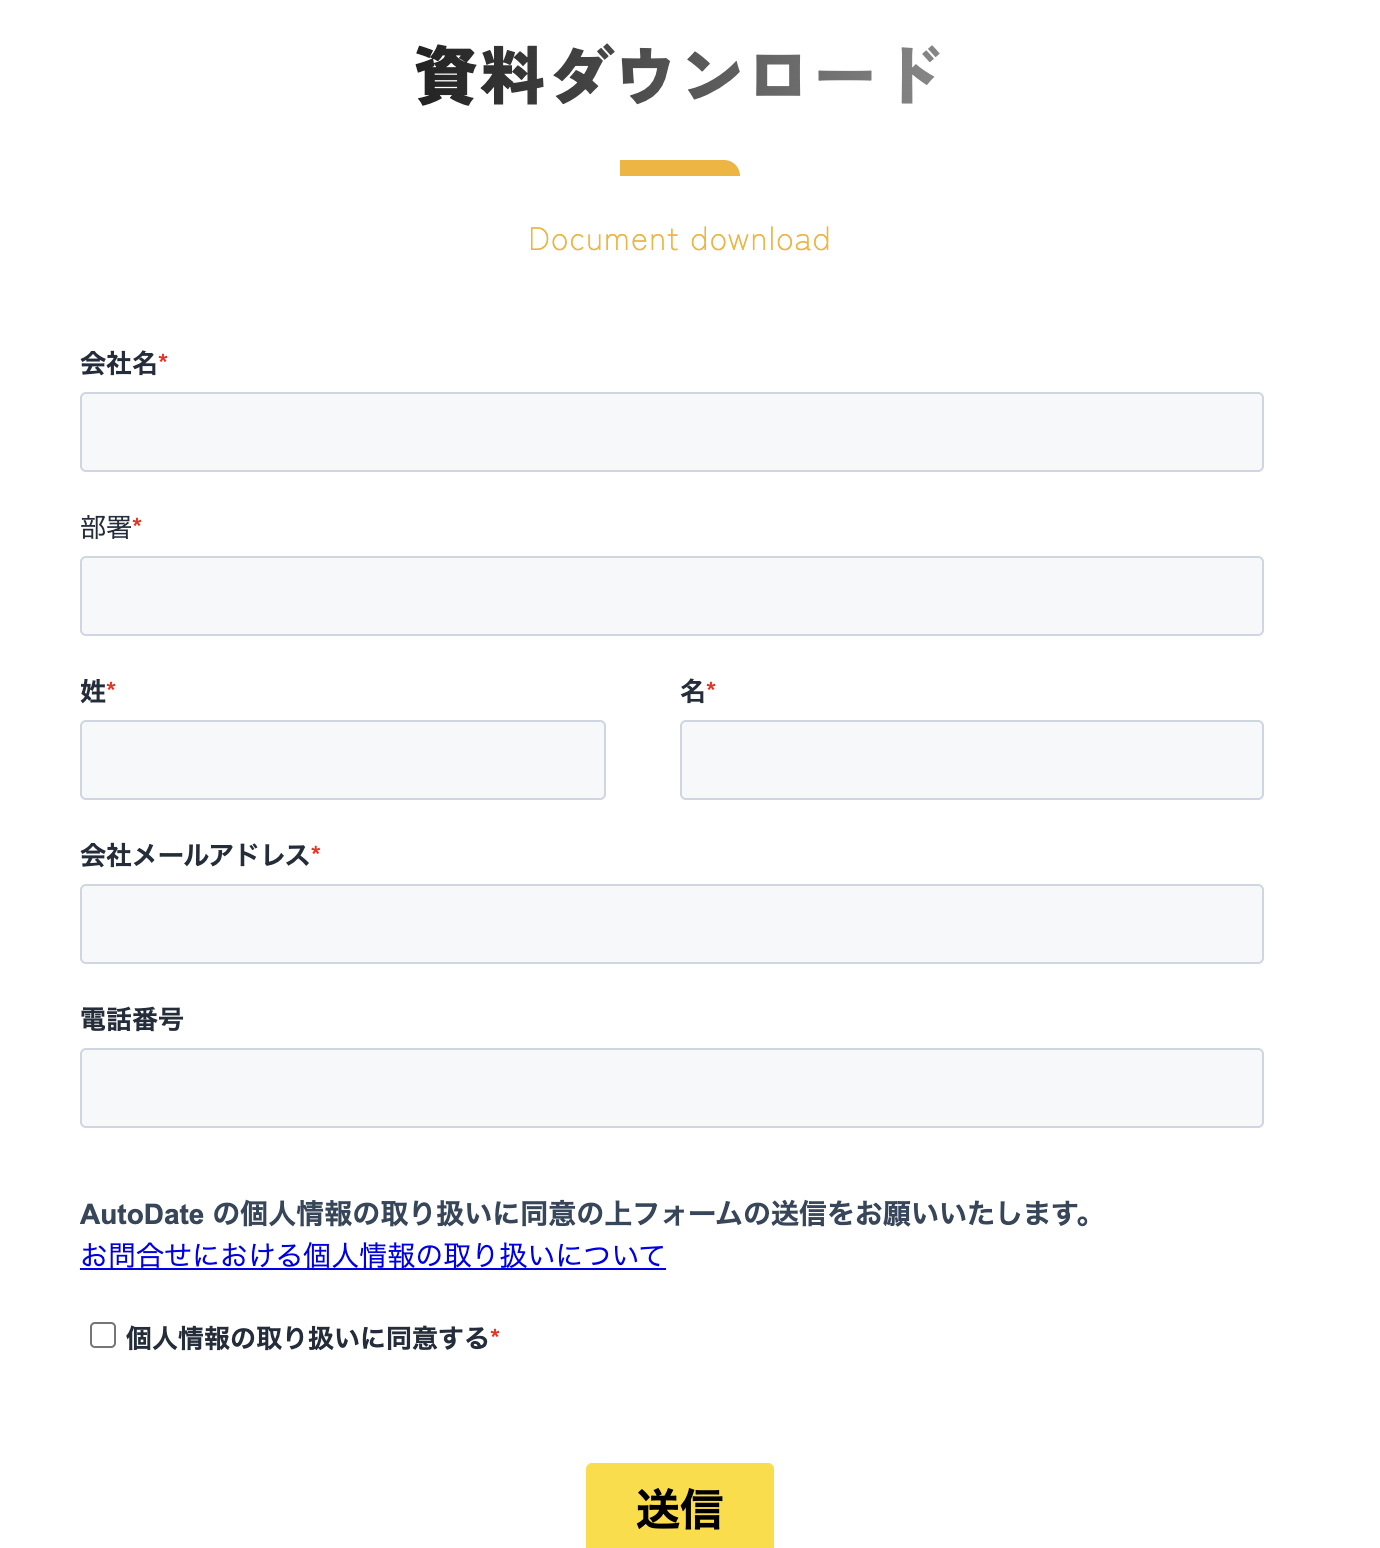 資料ダウンロード
Document download
会社名*
部署*
姓*
名*
会社メールアドレス*
電話番号
AutoDate の個人情報の取り扱いに同意の上フォームの送信をお願いいたします。
お問合せにおける個人情報の取り扱いについて
個人情報の取り扱いに同意する*
送信